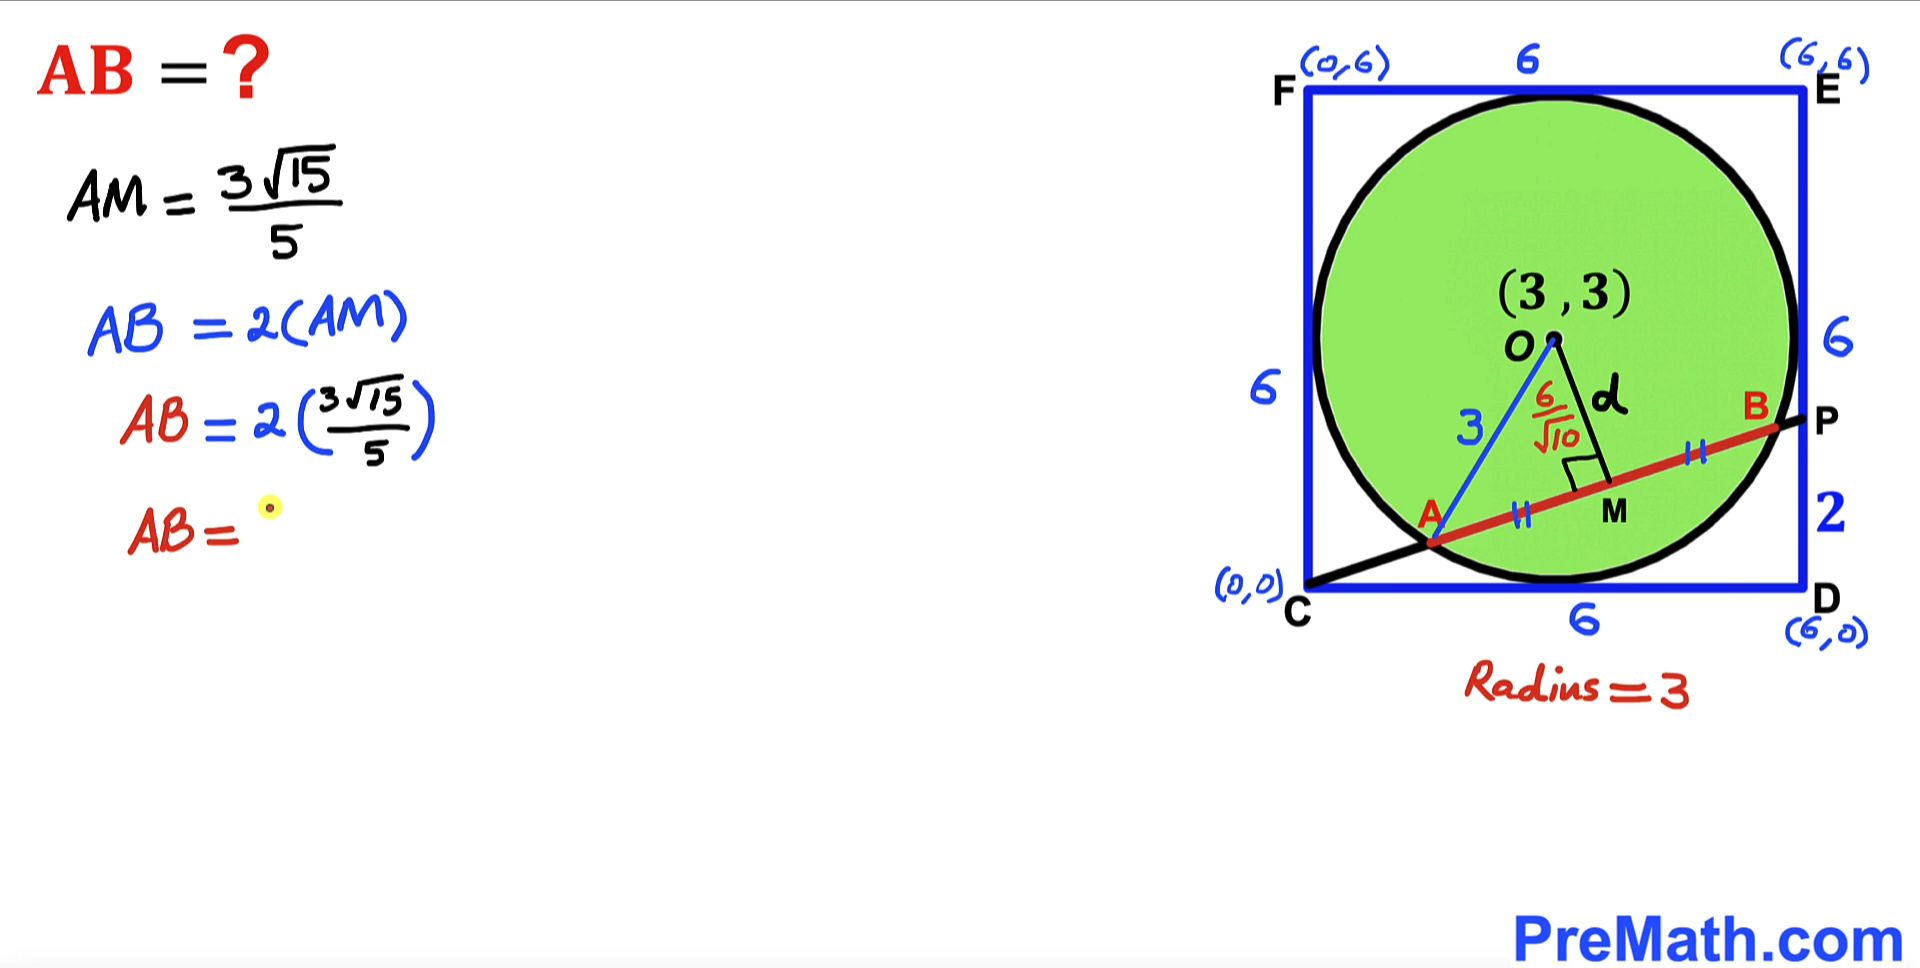 AB = ?
AM = 3√15/5
AB = 2(AM)
AB = 2(3√15/5)
AB =
(0,6) 6 (6,6)
F E
(3,3)
O
6 3 6/√10 d 6
B P
A M 2
(0,0) C D
6 (6,0)
Radius = 3
PreMath.com